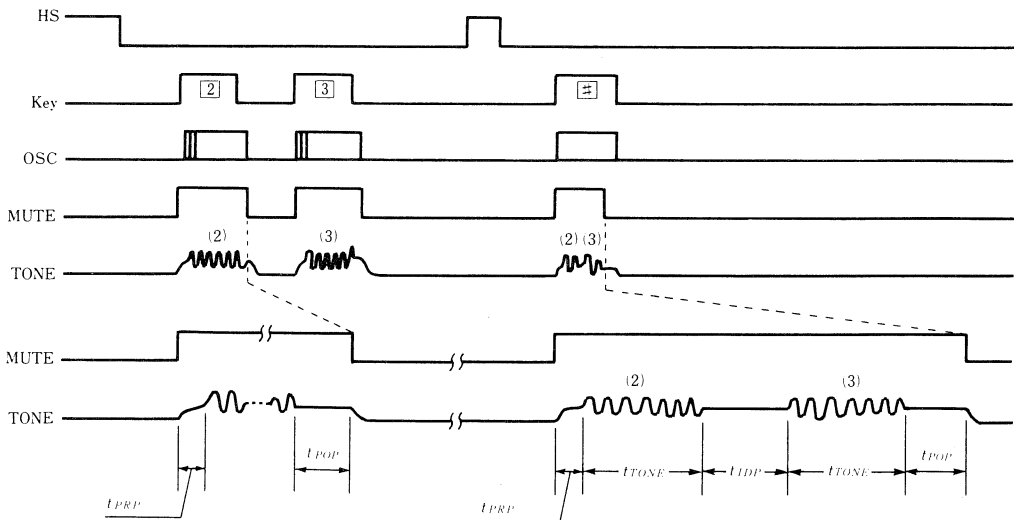 HS
Key 2 3 #
OSC
MUTE
(2) (3) (2) (3)
TONE
MUTE
(2) (3)
TONE
tPOP tTONE tIDP tTONE tPOP
tPRP tPRP